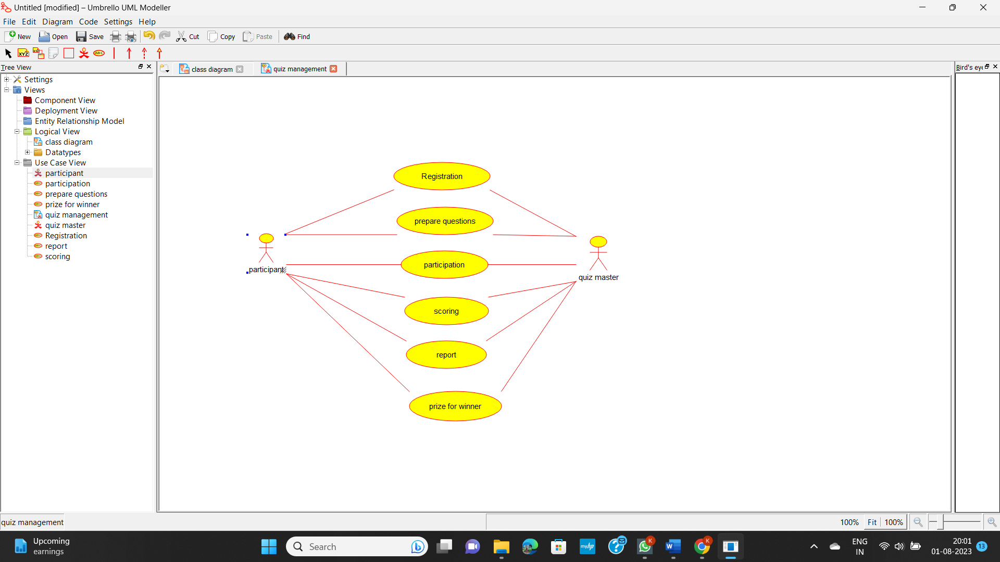 Untitled [modified] – Umbrello UML Modeller
File Edit Diagram Code Settings Help
New Open Save Cut Copy Paste Find
XYZ XYZ ABC
Tree View
class diagram quiz management
Bird's eye
Settings
Views
Component View
Deployment View
Entity Relationship Model
Logical View
class diagram
Datatypes
Use Case View
participant
participation
prepare questions
prize for winner
quiz management
quiz master
Registration
report
scoring
Registration
prepare questions
participation
scoring
report
prize for winner
participant
quiz master
quiz management
100% Fit 100%
Upcoming
earnings
Search
myhp
K
W
K
ENG
IN
20:01
01-08-2023
13